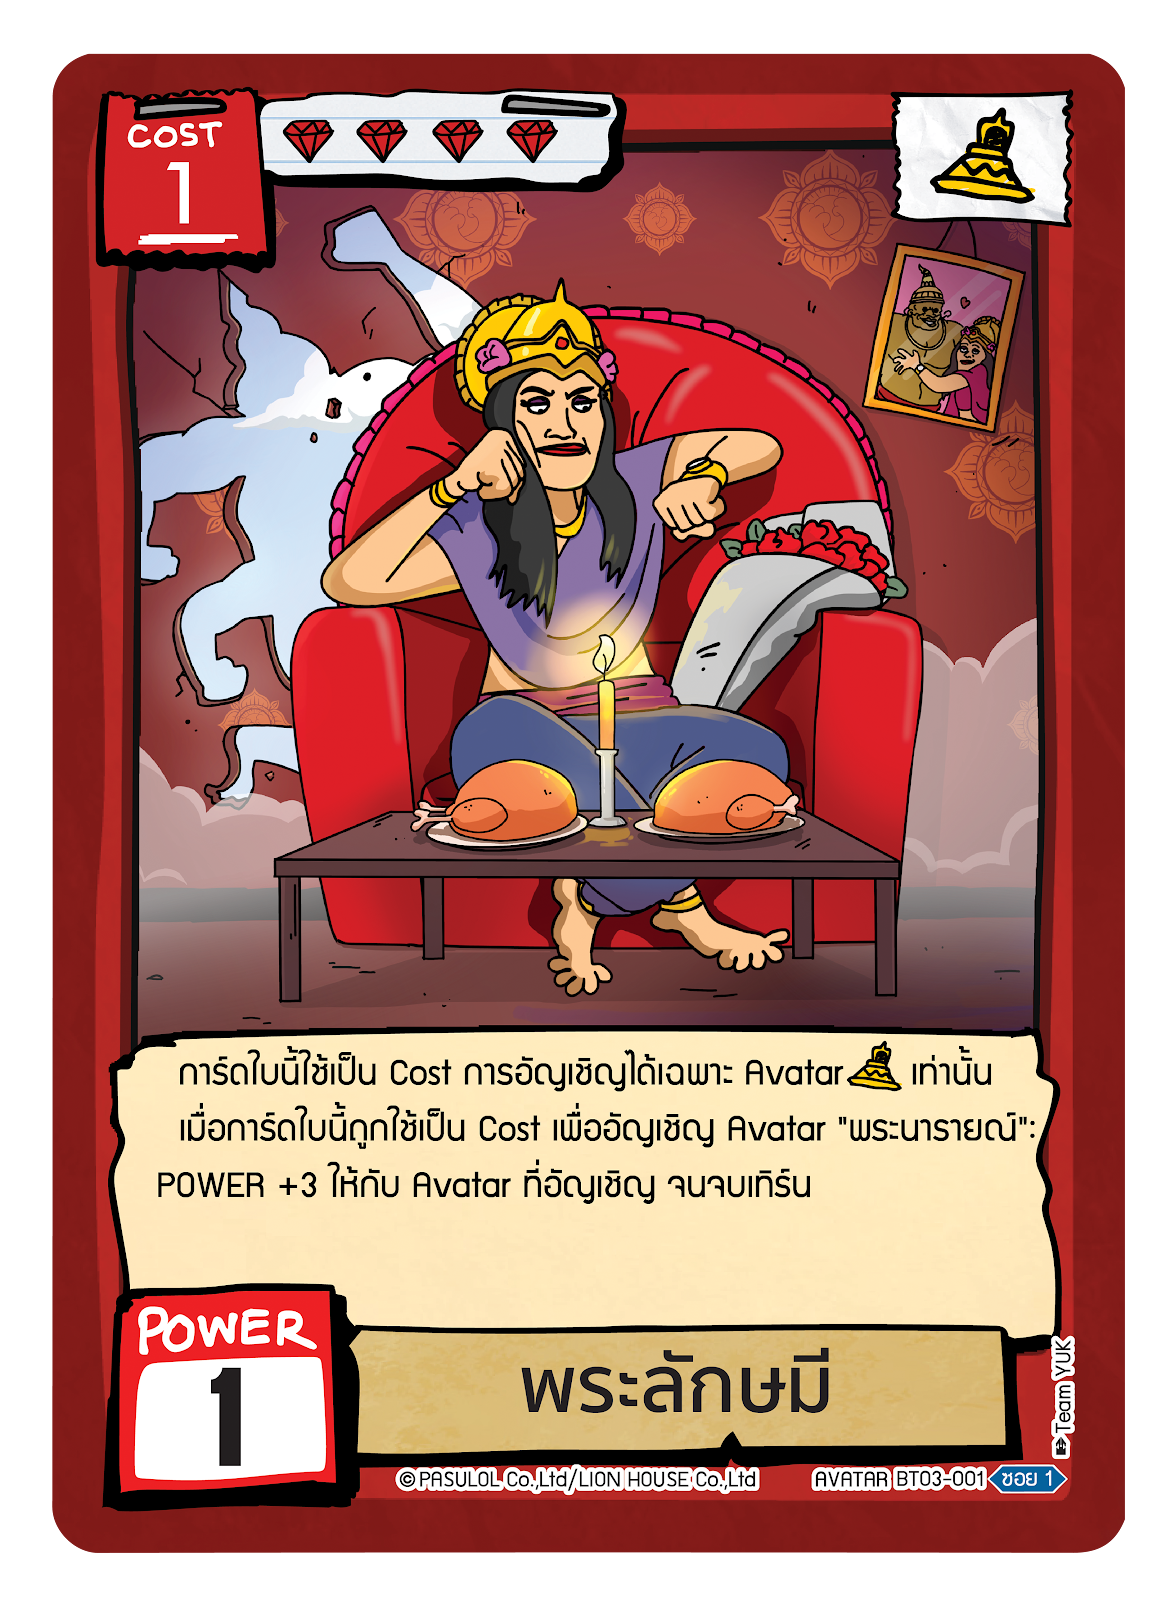 COST
1
การ์ดใบนี้ใช้เป็น Cost การอัญเชิญได้เฉพาะ Avatar เท่านั้น
เมื่อการ์ดใบนี้ถูกใช้เป็น Cost เพื่ออัญเชิญ Avatar "พระนารายณ์":
POWER +3 ให้กับ Avatar ที่อัญเชิญ จนจบเทิร์น
POWER
1
พระลักษมี
Team YUK
© PASULOL Co.,Ltd/LION HOUSE Co.,Ltd
AVATAR BT03-001 ซอย 1